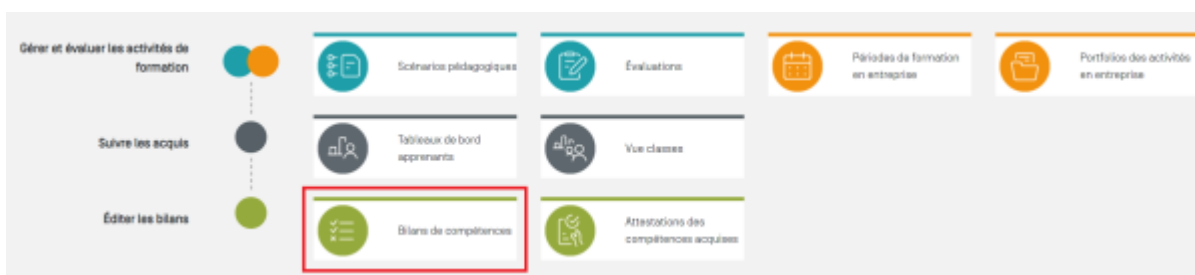 Gérer et évaluer les activités de
formation
Scénarios pédagogiques
Évaluations
Périodes de formation
en entreprise
Portfolios des activités
en entreprise
Suivre les acquis
Tableaux de bord
apprenants
Vue classes
Éditer les bilans
Bilans de compétences
Attestations des
compétences acquises